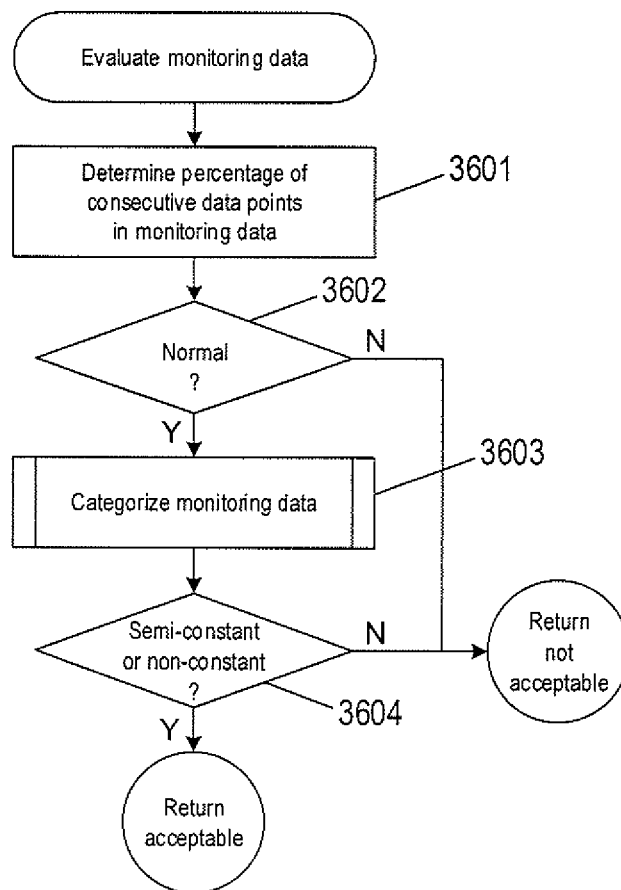 Evaluate monitoring data
Determine percentage of
consecutive data points
in monitoring data
3601
3602
Normal
?
N
Y
3603
Categorize monitoring data
Semi-constant
or non-constant
?
N
3604
Y
Return
not
acceptable
Return
acceptable